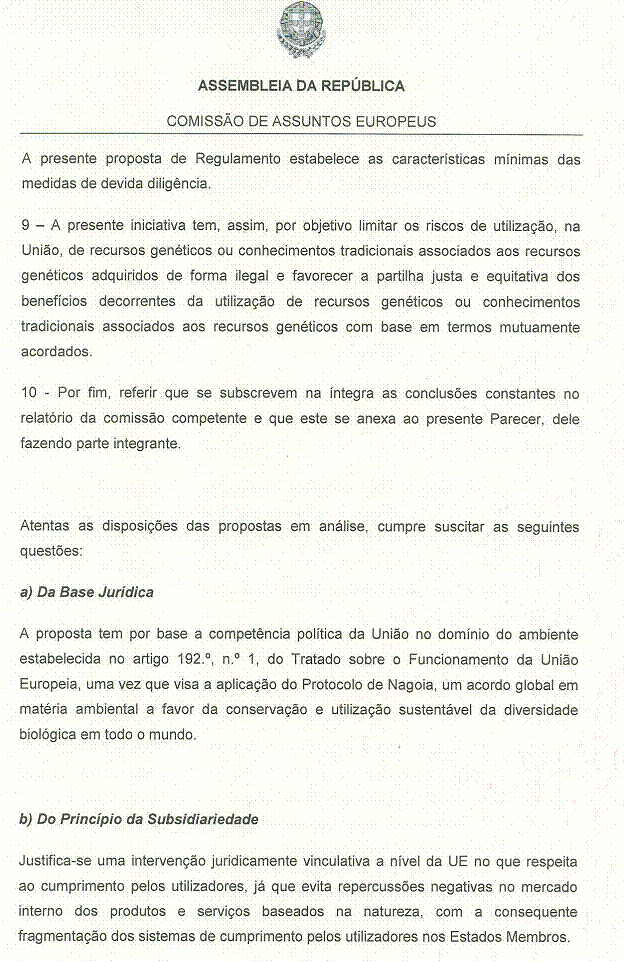 ASSEMBLEIA DA REPÚBLICA
COMISSÃO DE ASSUNTOS EUROPEUS
A presente proposta de Regulamento estabelece as características mínimas das
medidas de devida diligência.
9 – A presente iniciativa tem, assim, por objetivo limitar os riscos de utilização, na
União, de recursos genéticos ou conhecimentos tradicionais associados aos recursos
genéticos adquiridos de forma ilegal e favorecer a partilha justa e equitativa dos
benefícios decorrentes da utilização de recursos genéticos ou conhecimentos
tradicionais associados aos recursos genéticos com base em termos mutuamente
acordados.
10 - Por fim, referir que se subscrevem na íntegra as conclusões constantes no
relatório da comissão competente e que este se anexa ao presente Parecer, dele
fazendo parte integrante.
Atentas as disposições das propostas em análise, cumpre suscitar as seguintes
questões:
a) Da Base Jurídica
A proposta tem por base a competência política da União no domínio do ambiente
estabelecida no artigo 192.º, n.º 1, do Tratado sobre o Funcionamento da União
Europeia, uma vez que visa a aplicação do Protocolo de Nagoia, um acordo global em
matéria ambiental a favor da conservação e utilização sustentável da diversidade
biológica em todo o mundo.
b) Do Princípio da Subsidiariedade
Justifica-se uma intervenção juridicamente vinculativa a nível da UE no que respeita
ao cumprimento pelos utilizadores, já que evita repercussões negativas no mercado
interno dos produtos e serviços baseados na natureza, com a consequente
fragmentação dos sistemas de cumprimento pelos utilizadores nos Estados Membros.